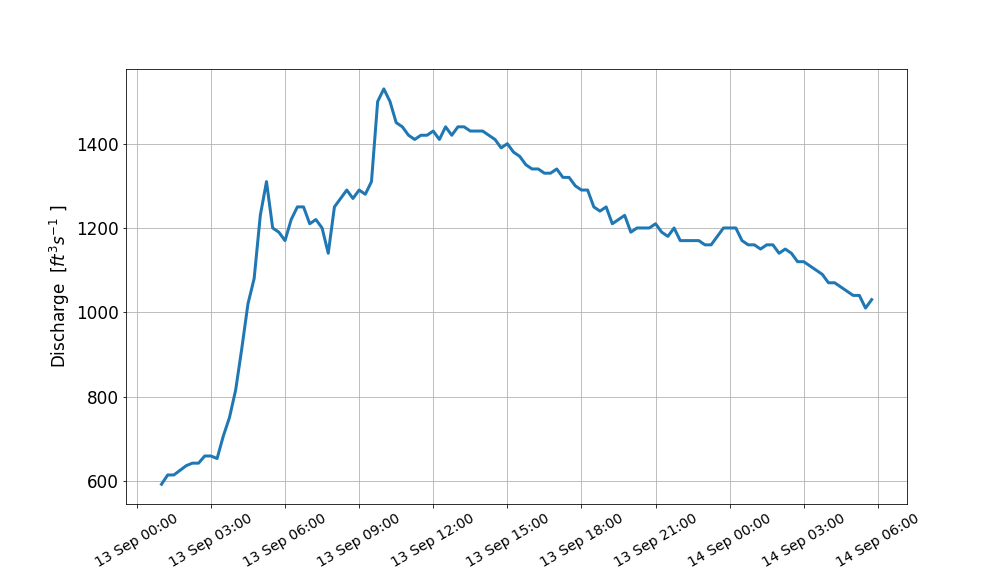 1400
1200
1000
800
600
Discharge [ft³s⁻¹ ]
13 Sep 00:00
13 Sep 03:00
13 Sep 06:00
13 Sep 09:00
13 Sep 12:00
13 Sep 15:00
13 Sep 18:00
13 Sep 21:00
14 Sep 00:00
14 Sep 03:00
14 Sep 06:00